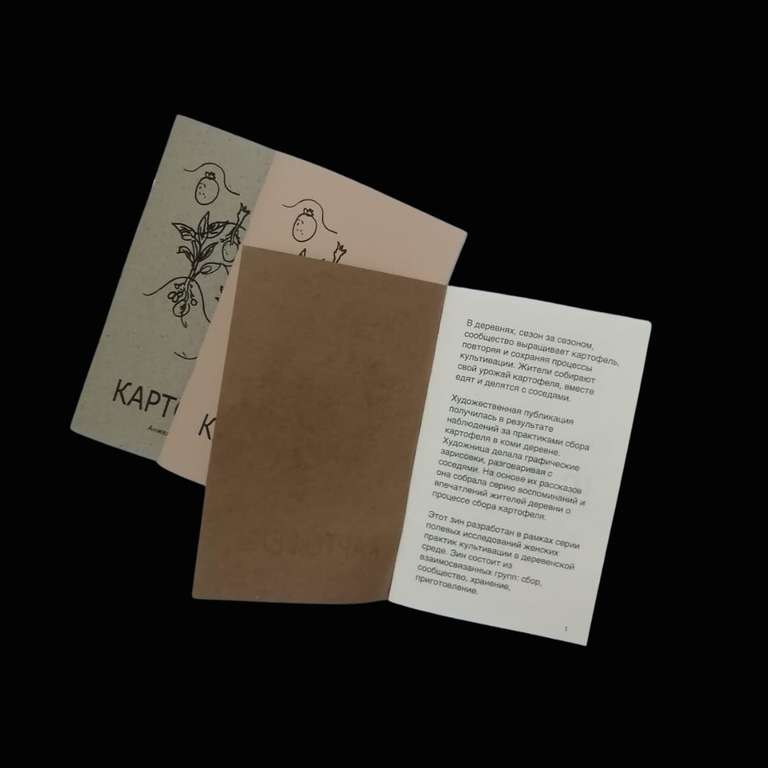 КАРТО
К
В деревнях, сезон за сезоном,
сообщество выращивает картофель,
повторяя и сохраняя процессы
культивации. Жители собирают
свой урожай картофеля, вместе
едят и делятся с соседями.
Художественная публикация
получилась в результате
наблюдений за практиками сбора
картофеля в коми деревне.
Художница делала графические
зарисовки, разговаривая с
соседями. На основе их рассказов
она собрала серию воспоминаний и
впечатлений жителей деревни о
процессе сбора картофеля.
Этот зин разработан в рамках серии
полевых исследований женских
практик культивации в деревенской
среде. Зин состоит из
взаимосвязанных групп: сбор,
сообщество, хранение,
приготовление.
1